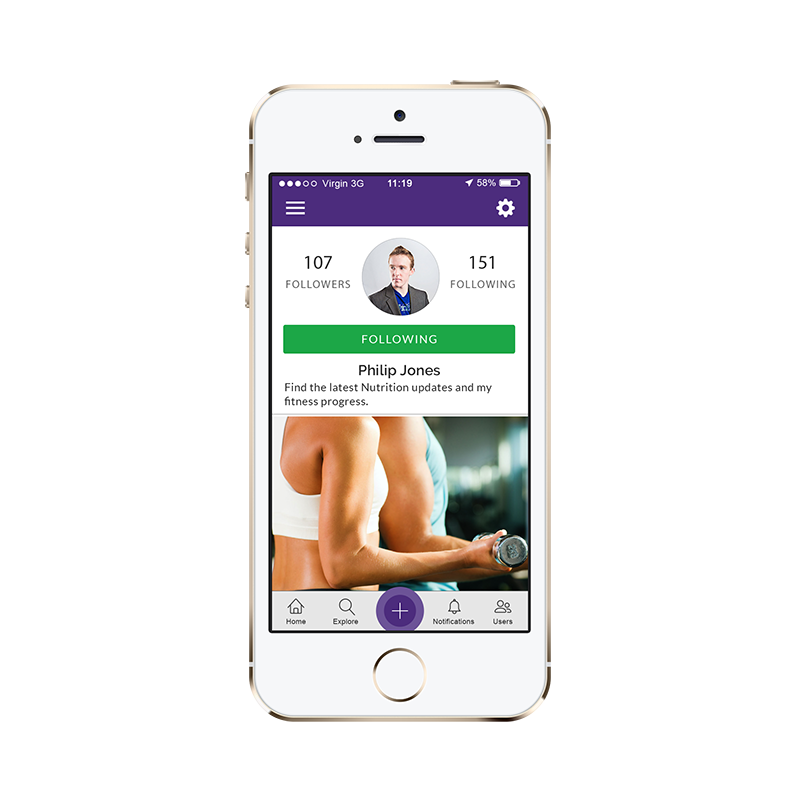 Virgin 3G 11:19 58%
107 151
FOLLOWERS FOLLOWING
FOLLOWING
Philip Jones
Find the latest Nutrition updates and my
fitness progress.
Home Explore Notifications Users